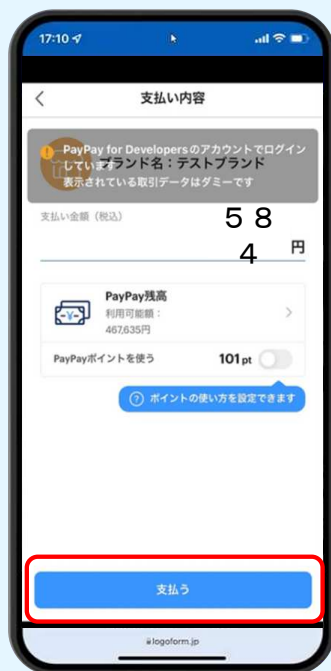 17:10
支払い内容
PayPay for Developersのアカウントでログイン
しています
ブランド名：テストブランド
表示されている取引データはダミーです
支払い金額（税込）
５８
４ 円
PayPay残高
利用可能額：
467,635円
PayPayポイントを使う 101 pt
? ポイントの使い方を設定できます
支払う
logoform.jp